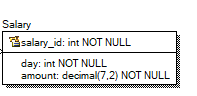 Salary
salary_id: int NOT NULL
day: int NOT NULL
amount: decimal(7,2) NOT NULL